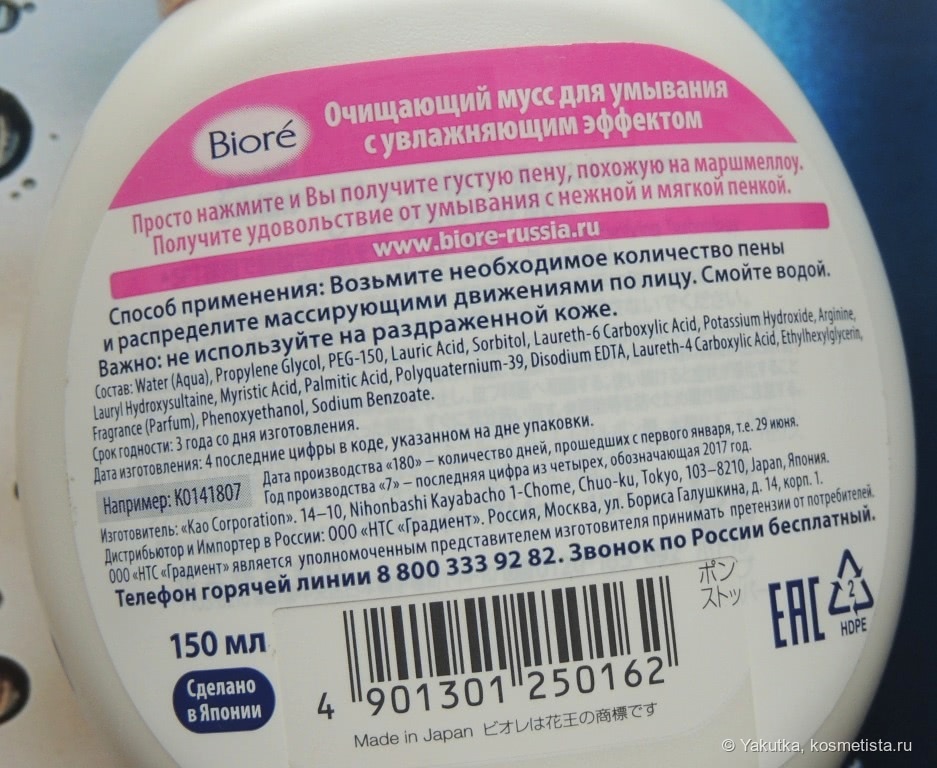 Bioré
Очищающий мусс для умывания
с увлажняющим эффектом
Просто нажмите и Вы получите густую пену, похожую на маршмеллоу.
Получите удовольствие от умывания с нежной и мягкой пенкой.
www.biore-russia.ru
Способ применения: Возьмите необходимое количество пены
и распределите массирующими движениями по лицу. Смойте водой.
Важно: не используйте на раздраженной коже.
Состав: Water (Aqua), Propylene Glycol, PEG-150, Lauric Acid, Sorbitol, Laureth-6 Carboxylic Acid, Potassium Hydroxide, Arginine,
Lauryl Hydroxysultaine, Myristic Acid, Palmitic Acid, Polyquaternium-39, Disodium EDTA, Laureth-4 Carboxylic Acid, Ethylhexylglycerin,
Fragrance (Parfum), Phenoxyethanol, Sodium Benzoate.
Срок годности: 3 года со дня изготовления.
Дата изготовления: 4 последние цифры в коде, указанном на дне упаковки.
Например: K0141807
Дата производства «180» – количество дней, прошедших с первого января, т.е. 29 июня.
Год производства «7» – последняя цифра из четырех, обозначающая 2017 год.
Изготовитель: «Kao Corporation». 14–10, Nihonbashi Kayabacho 1-Chome, Chuo-ku, Tokyo, 103–8210, Japan, Япония.
Дистрибьютор и Импортер в России: ООО «НТС «Градиент». Россия, Москва, ул. Бориса Галушкина, д. 14, корп. 1.
ООО «НТС «Градиент» является уполномоченным представителем изготовителя принимать претензии от потребителей.
Телефон горячей линии 8 800 333 92 82. Звонок по России бесплатный.
150 мл
Сделано
в Японии
ポン
ストッ
EAC
2
HDPE
4 901301 250162
Made in Japan ビオレは花王の商標です
© Yakutka, kosmetista.ru